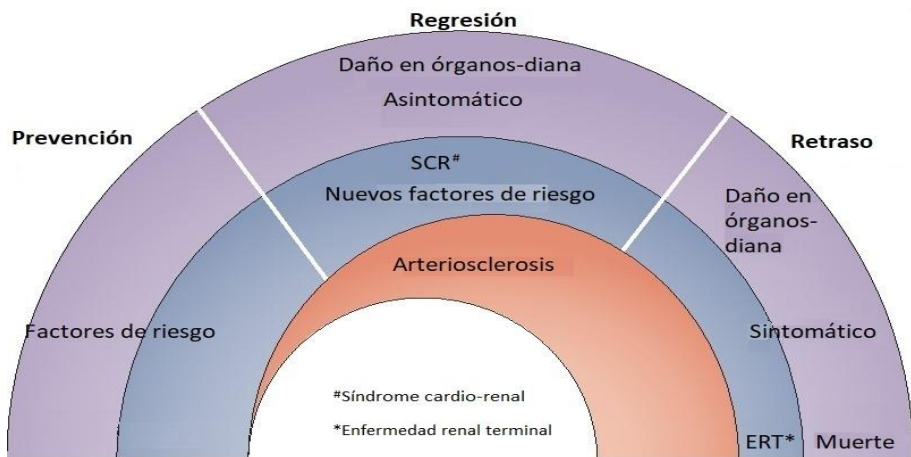 Regresión
Daño en órganos-diana
Asintomático
Prevención
Retraso
SCR#
Nuevos factores de riesgo
Daño en
órganos-
diana
Arteriosclerosis
Factores de riesgo
Sintomático
#Síndrome cardio-renal
*Enfermedad renal terminal
ERT*
Muerte